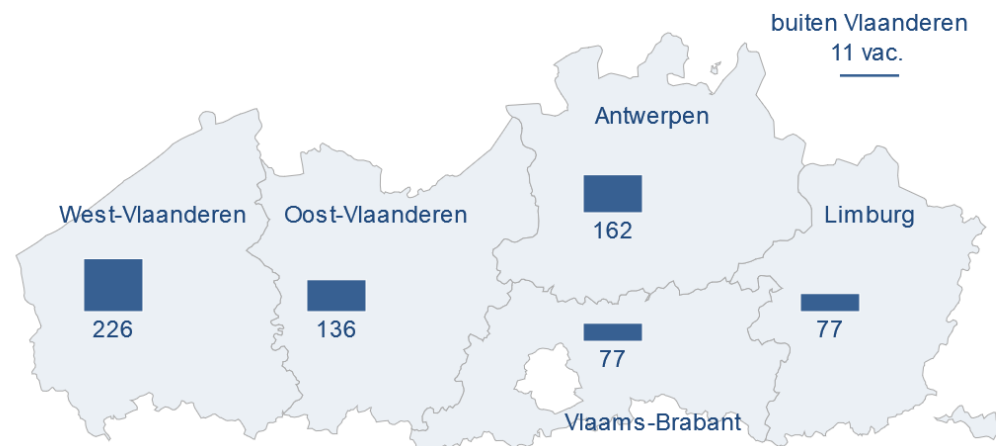 buiten Vlaanderen
11 vac.
Antwerpen
162
West-Vlaanderen
226
Oost-Vlaanderen
136
Limburg
77
77
Vlaams-Brabant